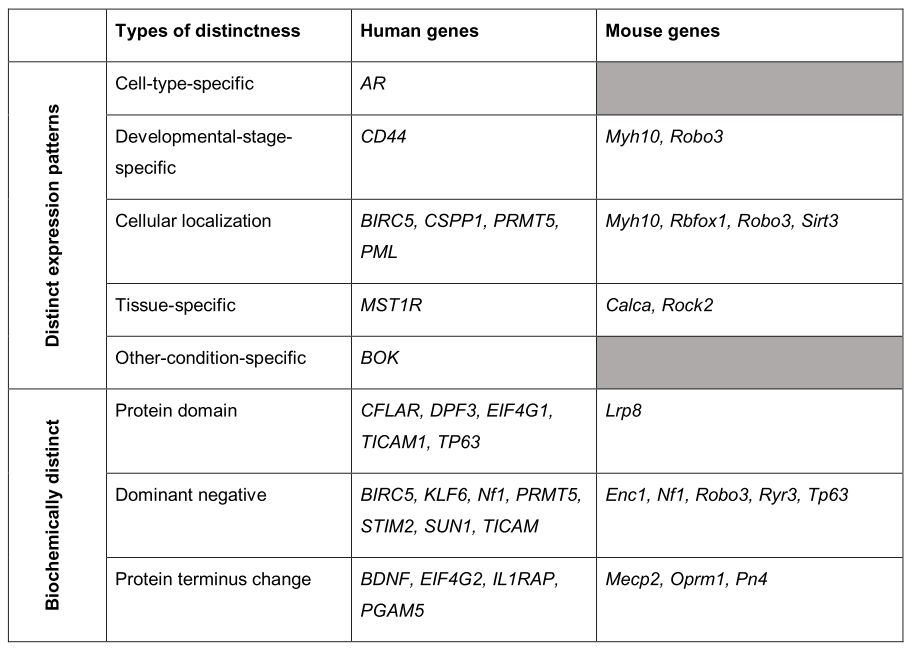 Types of distinctness Human genes Mouse genes
Distinct expression patterns
Cell-type-specific AR
Developmental-stage- CD44 Myh10, Robo3
specific
Cellular localization BIRC5, CSPP1, PRMT5, Myh10, Rbfox1, Robo3, Sirt3
PML
Tissue-specific MST1R Calca, Rock2
Other-condition-specific BOK
Biochemically distinct
Protein domain CFLAR, DPF3, EIF4G1, Lrp8
TICAM1, TP63
Dominant negative BIRC5, KLF6, Nf1, PRMT5, Enc1, Nf1, Robo3, Ryr3, Tp63
STIM2, SUN1, TICAM
Protein terminus change BDNF, EIF4G2, IL1RAP, Mecp2, Oprm1, Pn4
PGAM5